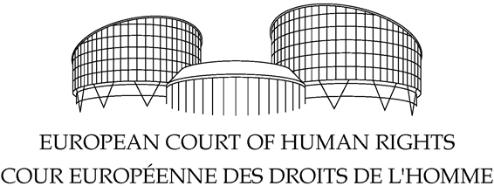 EUROPEAN COURT OF HUMAN RIGHTS
COUR EUROPÉENNE DES DROITS DE L'HOMME